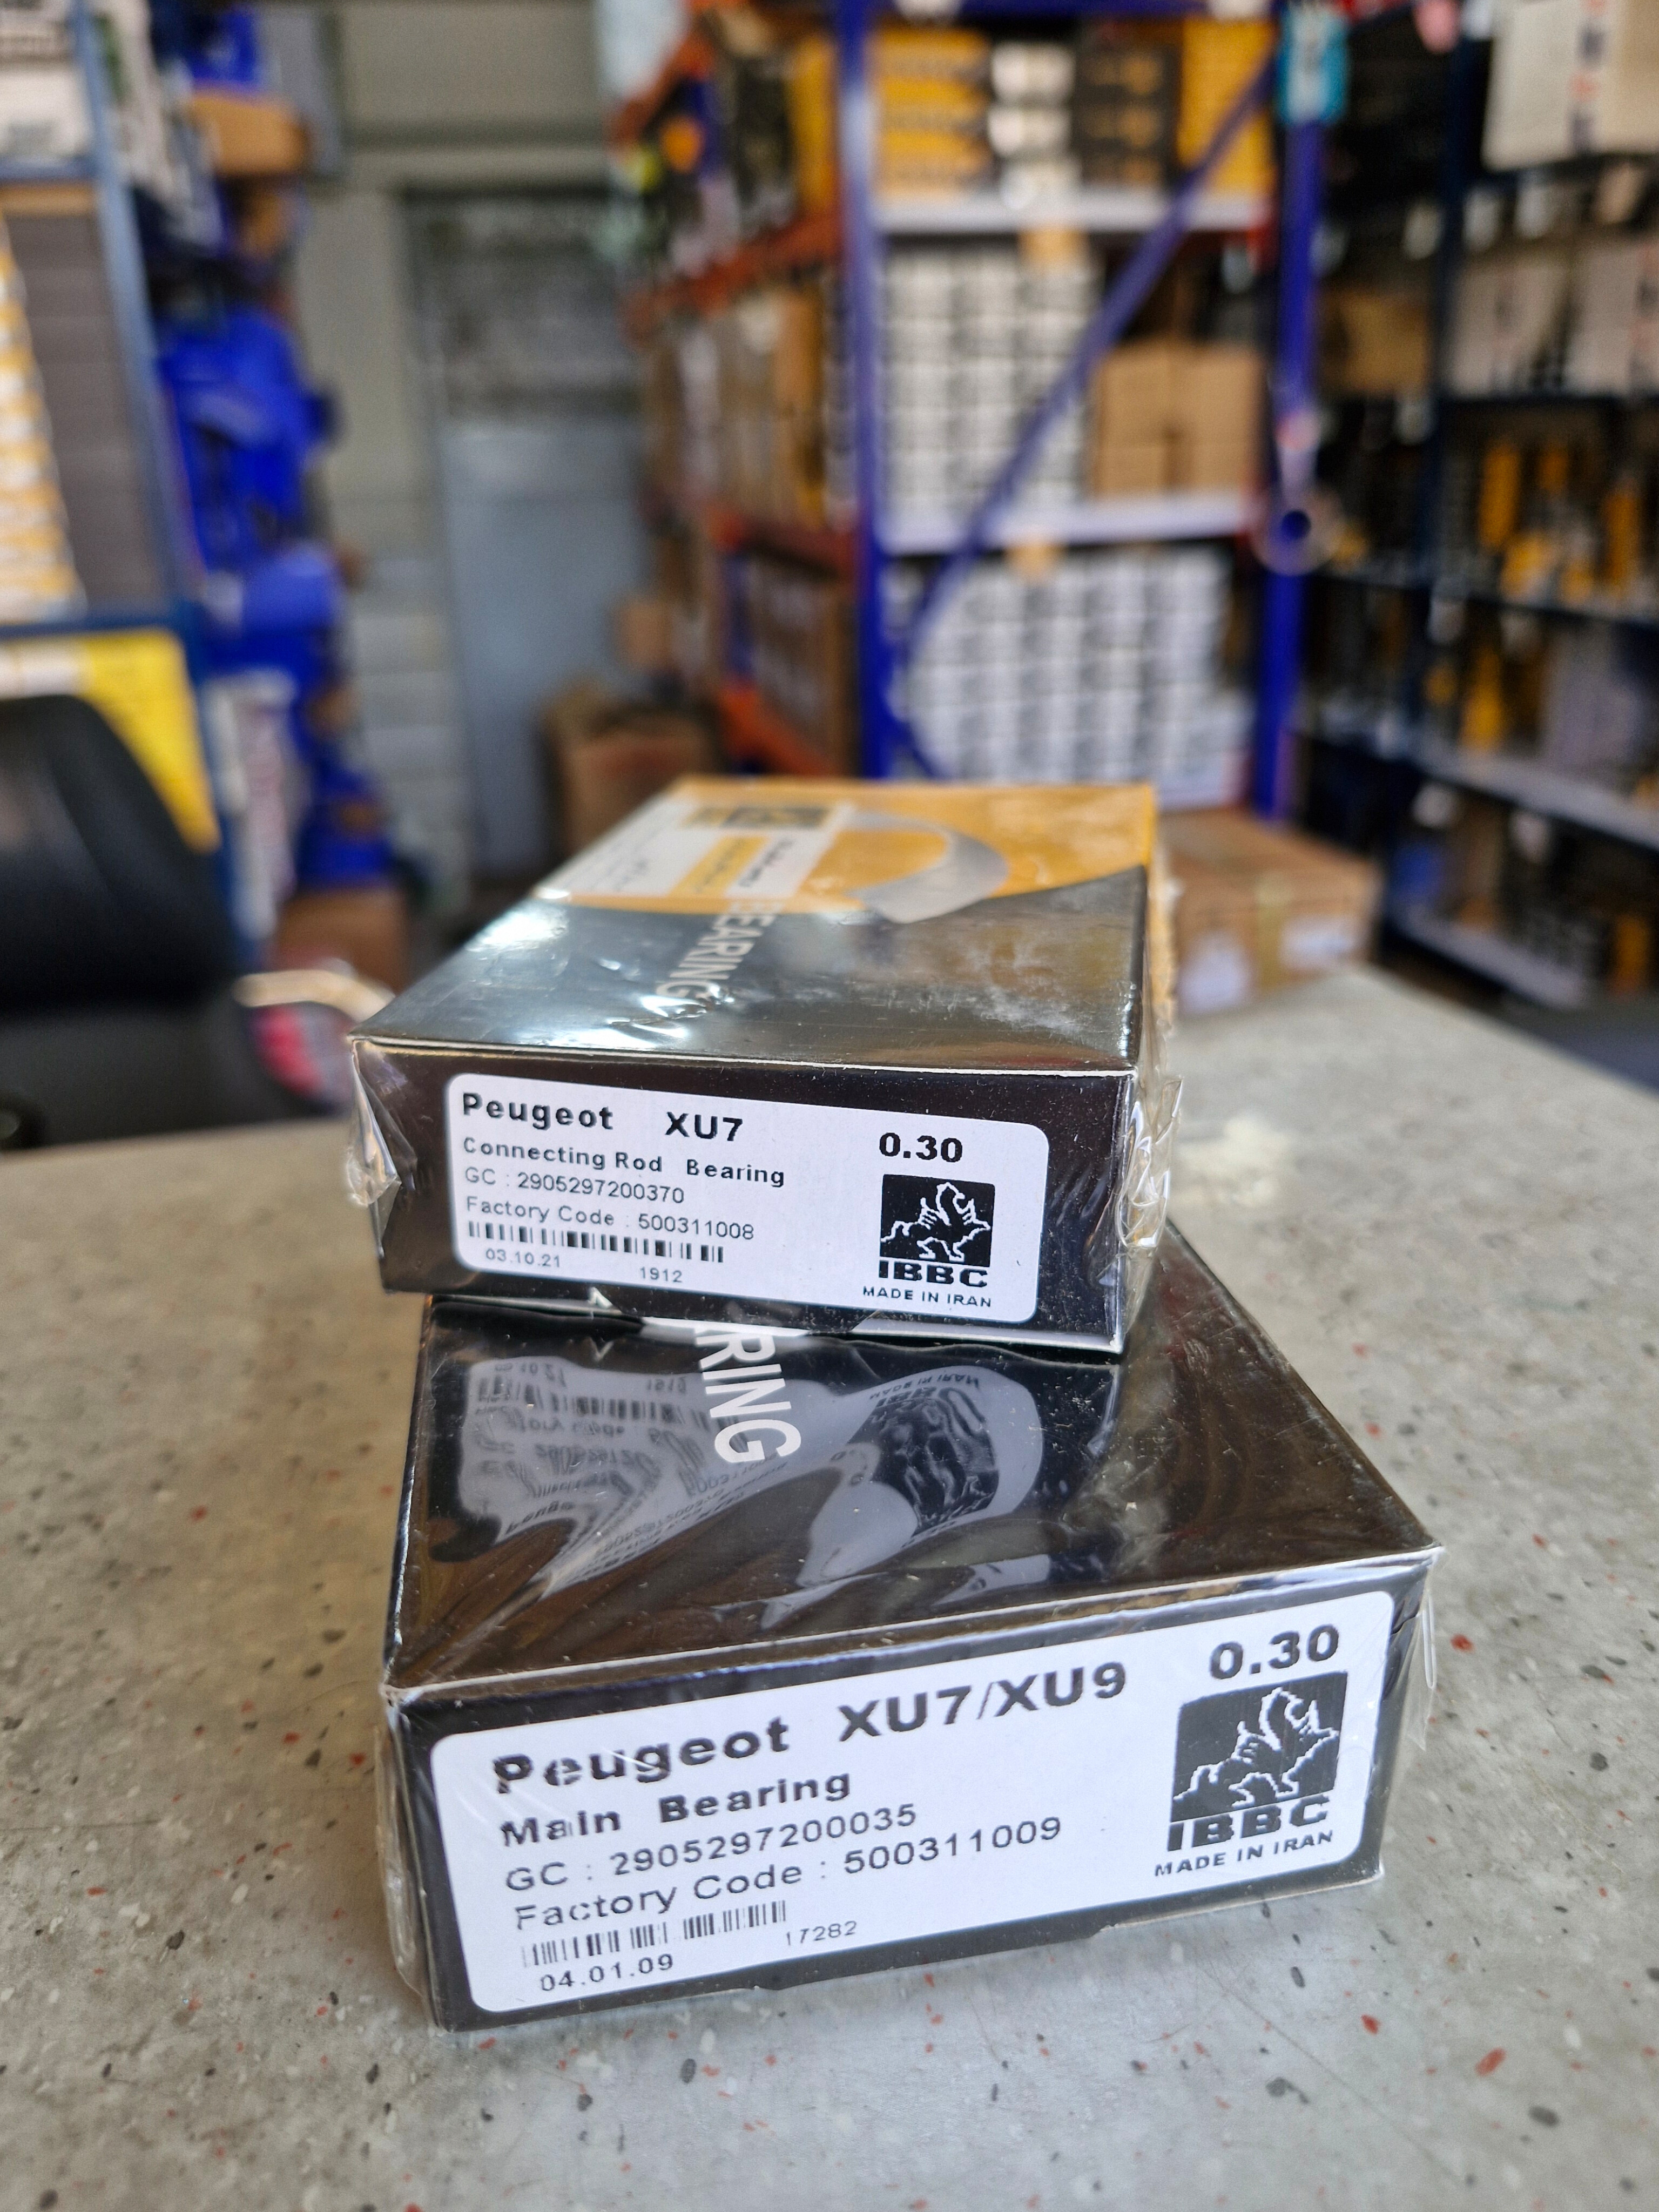 BEARING
Peugeot XU7
0.30
Connecting Rod Bearing
GC : 2905297200370
Factory Code : 500311008
03.10.21 1912
IBBC
MADE IN IRAN
RING
Peugeot XU7/XU9
0.30
Main Bearing
GC : 2905297200035
Factory Code : 500311009
04.01.09 17282
IBBC
MADE IN IRAN